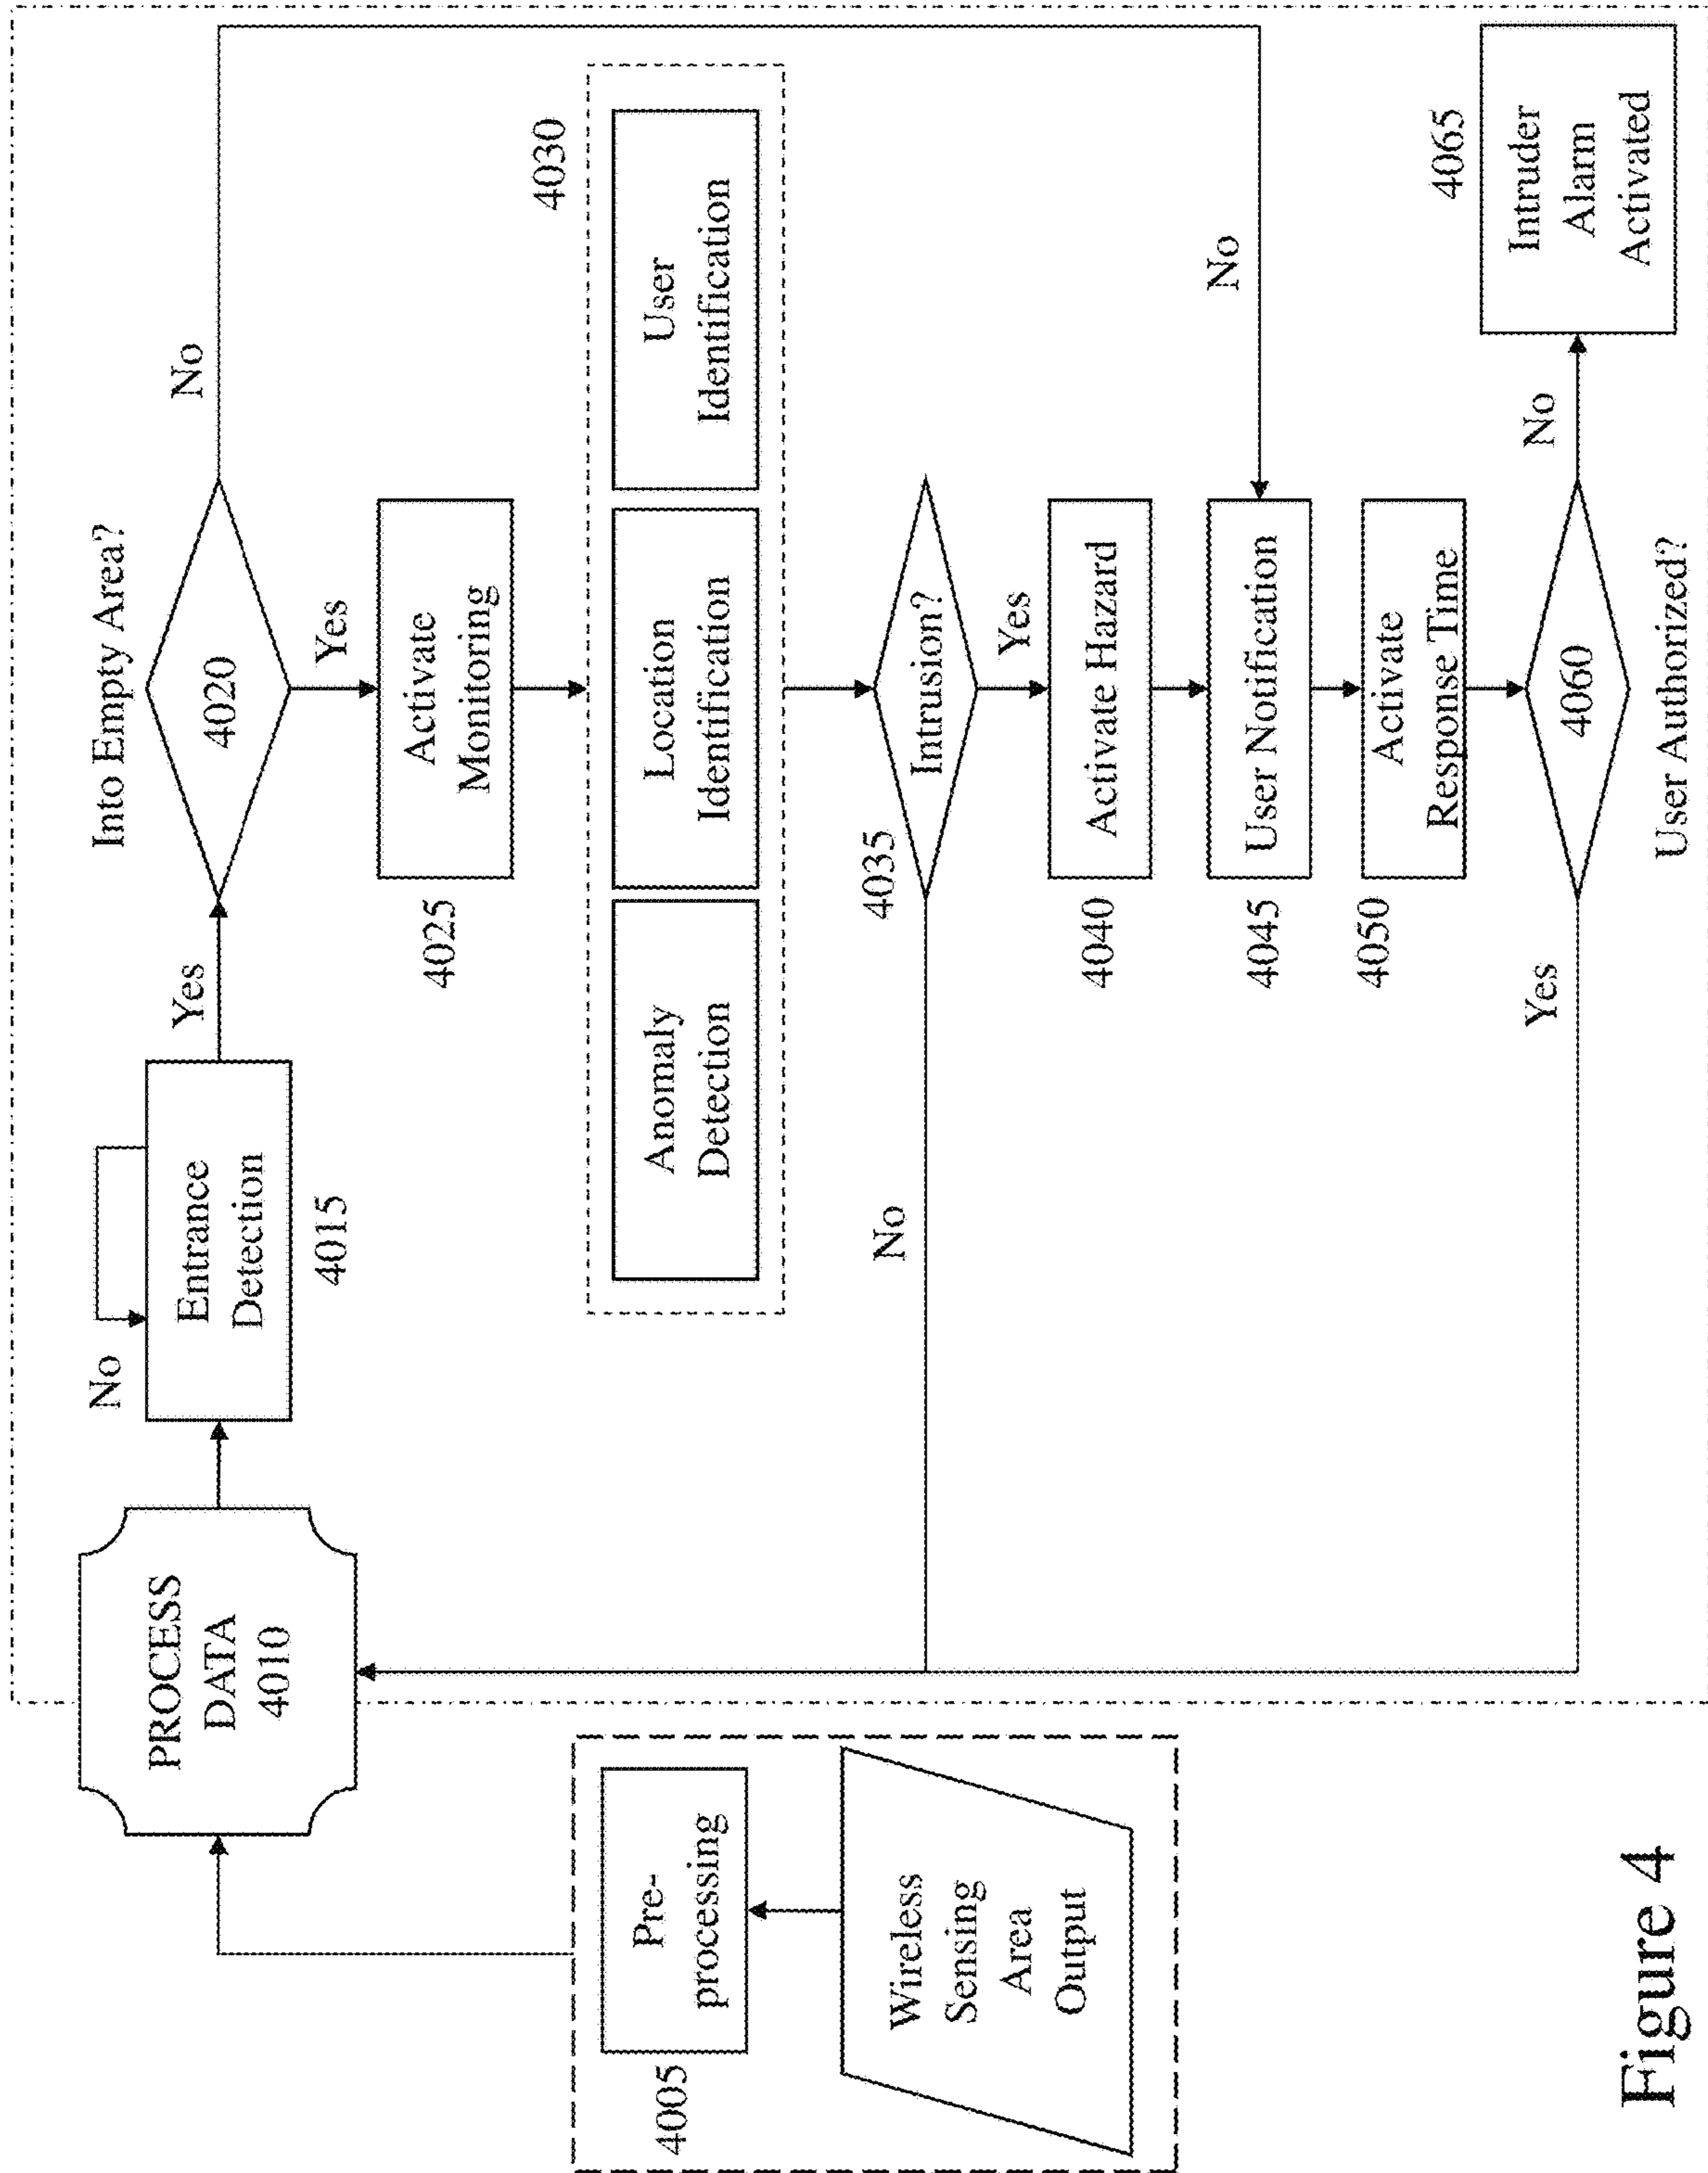 Into Empty Area?
No
PROCESS
DATA
4010
Entrance
Detection
4015
Yes
4020
No
Yes
4025
Activate
Monitoring
4030
Anomaly
Detection
Location
Identification
User
Identification
4005
Pre-
processing
Wireless
Sensing
Area
Output
No
4035
Intrusion?
Yes
4040
Activate Hazard
No
4045
User Notification
4050
Activate
Response Time
Yes
4060
No
User Authorized?
4065
Intruder
Alarm
Activated
Figure 4